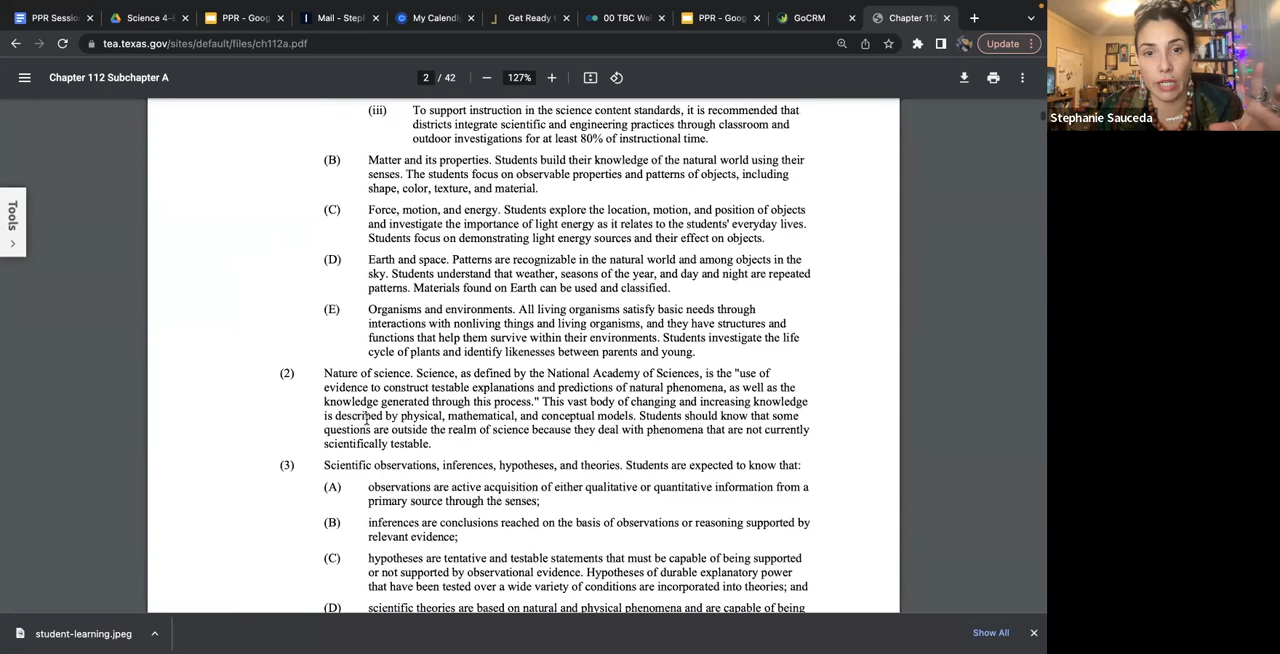 PPR Sessio
Science 4-8
PPR - Goog
Mail - Step
My Calend
Get Ready
00 TBC We
PPR - Goog
GoCRM
Chapter 112
tea.texas.gov/sites/default/files/ch112a.pdf
Update
Chapter 112 Subchapter A
2 / 42
127%
Tools
Stephanie Sauceda
(iii) To support instruction in the science content standards, it is recommended that
districts integrate scientific and engineering practices through classroom and
outdoor investigations for at least 80% of instructional time.
(B) Matter and its properties. Students build their knowledge of the natural world using their
senses. The students focus on observable properties and patterns of objects, including
shape, color, texture, and material.
(C) Force, motion, and energy. Students explore the location, motion, and position of objects
and investigate the importance of light energy as it relates to the students' everyday lives.
Students focus on demonstrating light energy sources and their effect on objects.
(D) Earth and space. Patterns are recognizable in the natural world and among objects in the
sky. Students understand that weather, seasons of the year, and day and night are repeated
patterns. Materials found on Earth can be used and classified.
(E) Organisms and environments. All living organisms satisfy basic needs through
interactions with nonliving things and living organisms, and they have structures and
functions that help them survive within their environments. Students investigate the life
cycle of plants and identify likenesses between parents and young.
(2) Nature of science. Science, as defined by the National Academy of Sciences, is the "use of
evidence to construct testable explanations and predictions of natural phenomena, as well as the
knowledge generated through this process." This vast body of changing and increasing knowledge
is described by physical, mathematical, and conceptual models. Students should know that some
questions are outside the realm of science because they deal with phenomena that are not currently
scientifically testable.
(3) Scientific observations, inferences, hypotheses, and theories. Students are expected to know that:
(A) observations are active acquisition of either qualitative or quantitative information from a
primary source through the senses;
(B) inferences are conclusions reached on the basis of observations or reasoning supported by
relevant evidence;
(C) hypotheses are tentative and testable statements that must be capable of being supported
or not supported by observational evidence. Hypotheses of durable explanatory power
that have been tested over a wide variety of conditions are incorporated into theories; and
(D) scientific theories are based on natural and physical phenomena and are capable of being
student-learning.jpeg
Show All